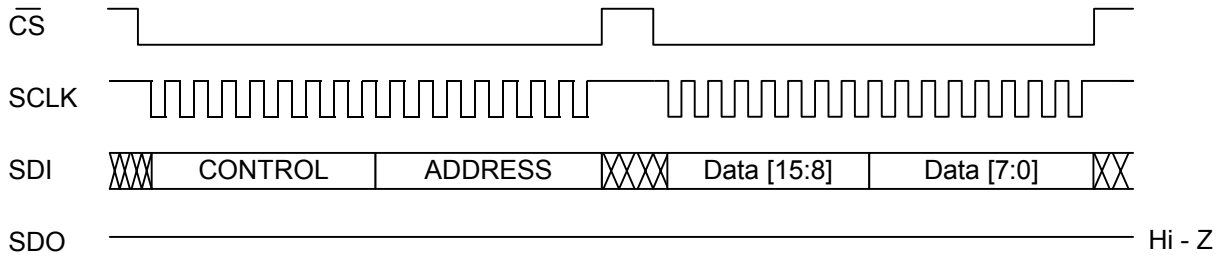 CS
SCLK
SDI CONTROL ADDRESS Data [15:8] Data [7:0]
SDO Hi - Z